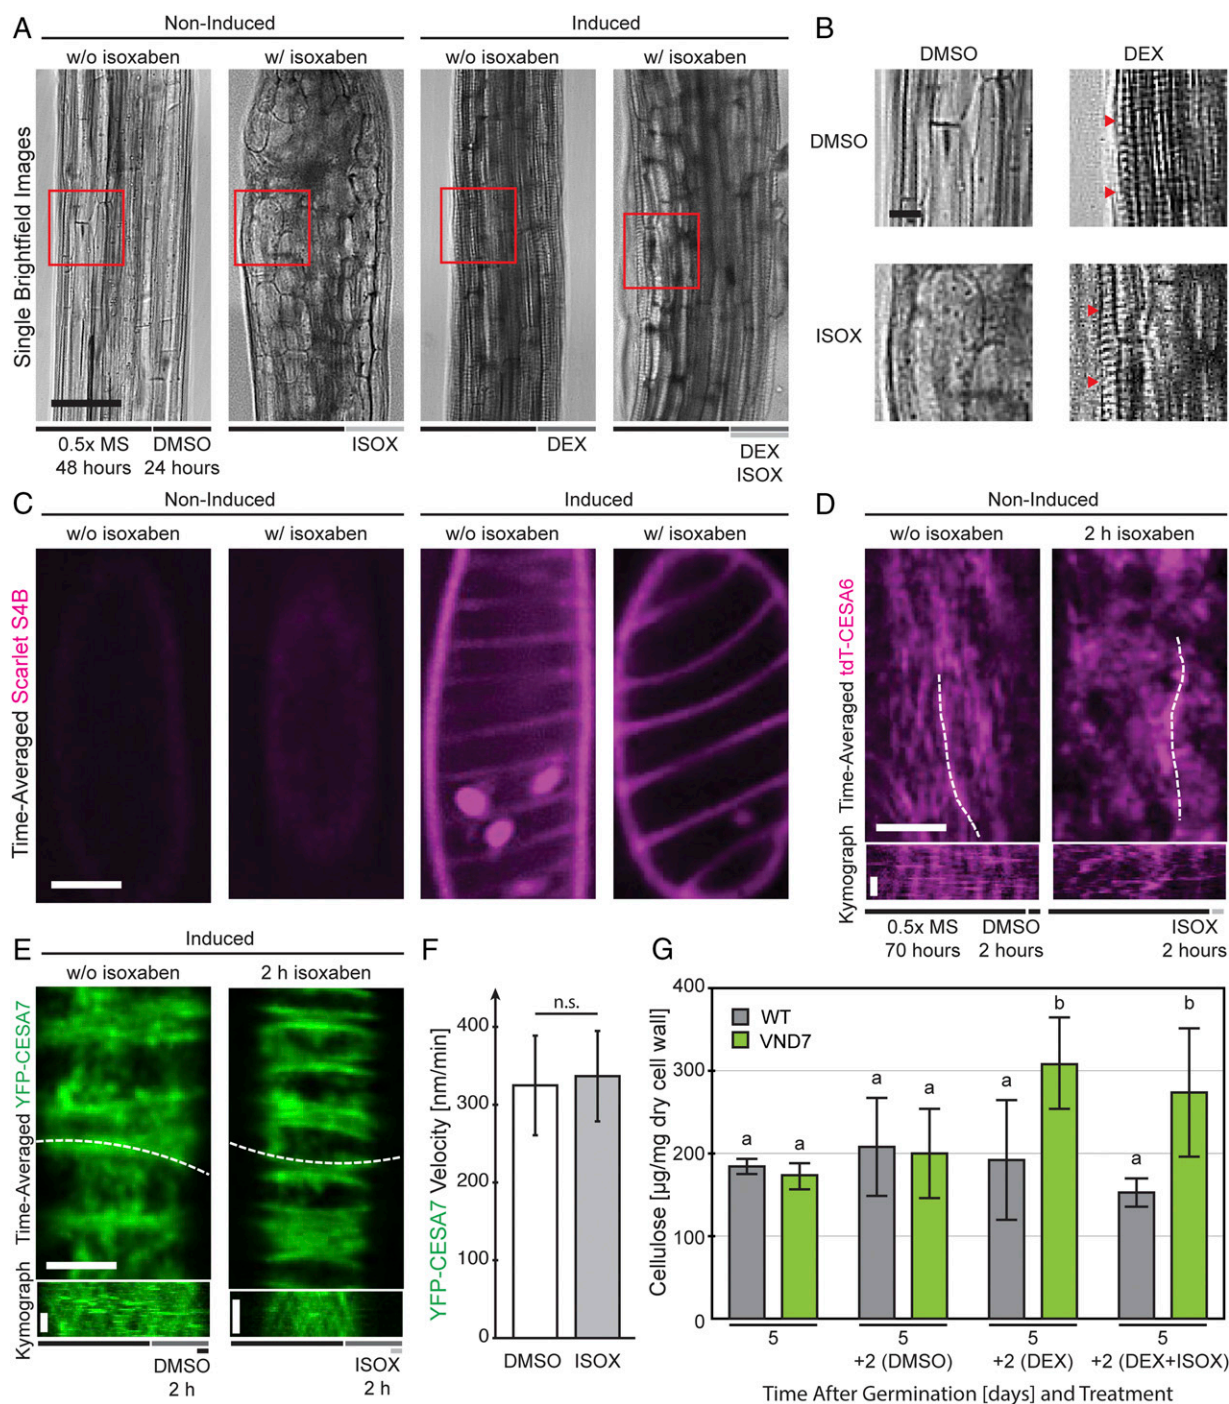 A
Non-Induced
Induced
w/o isoxaben
w/ isoxaben
w/o isoxaben
w/ isoxaben
Single Brightfield Images
0.5x MS
48 hours
DMSO
24 hours
ISOX
DEX
DEX
ISOX
B
DMSO
DEX
DMSO
ISOX
C
Non-Induced
Induced
w/o isoxaben
w/ isoxaben
w/o isoxaben
w/ isoxaben
Time-Averaged Scarlet S4B
D
Non-Induced
w/o isoxaben
2 h isoxaben
Time-Averaged tdT-CESA6
Kymograph
0.5x MS
70 hours
DMSO
2 hours
ISOX
2 hours
E
Induced
w/o isoxaben
2 h isoxaben
Time-Averaged YFP-CESA7
Kymograph
DMSO
2 h
ISOX
2 h
F
n.s.
YFP-CESA7 Velocity [nm/min]
400
300
200
100
0
DMSO
ISOX
G
Cellulose [µg/mg dry cell wall]
400
300
200
100
0
WT
VND7
a
a
a
a
a
b
a
b
5
5
+2 (DMSO)
5
+2 (DEX)
5
+2 (DEX+ISOX)
Time After Germination [days] and Treatment